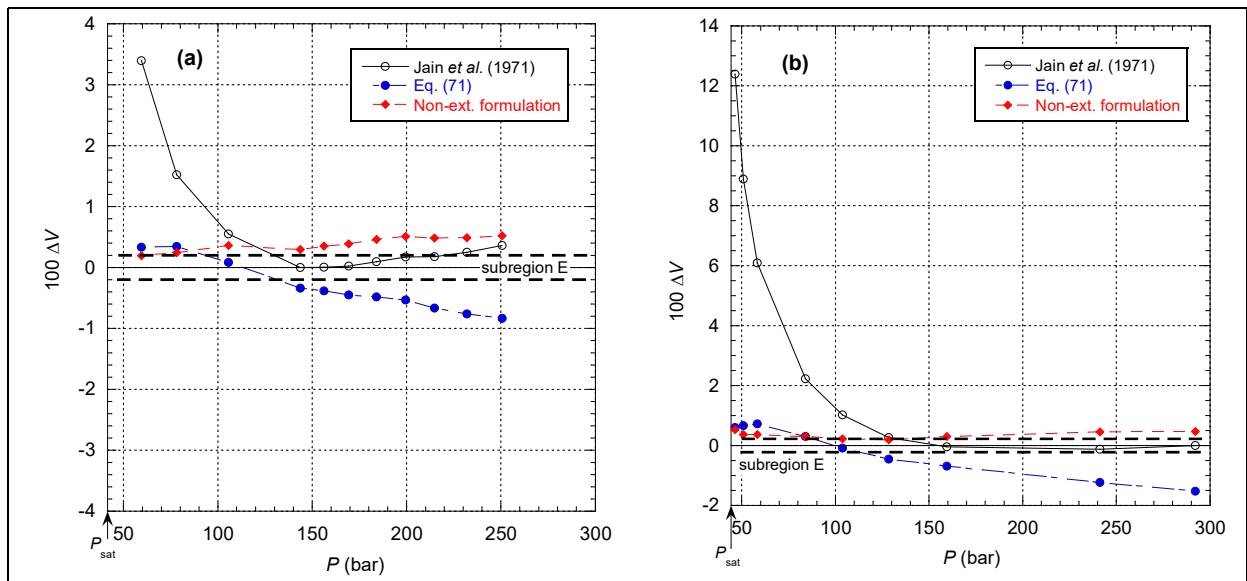 (a)
Jain et al. (1971)
Eq. (71)
Non-ext. formulation
4
3
2
1
0
-1
-2
-3
-4
100 ΔV
subregion E
50
100
150
200
250
300
Psat
P (bar)
(b)
Jain et al. (1971)
Eq. (71)
Non-ext. formulation
14
12
10
8
6
4
2
0
-2
100 ΔV
subregion E
50
100
150
200
250
300
Psat
P (bar)